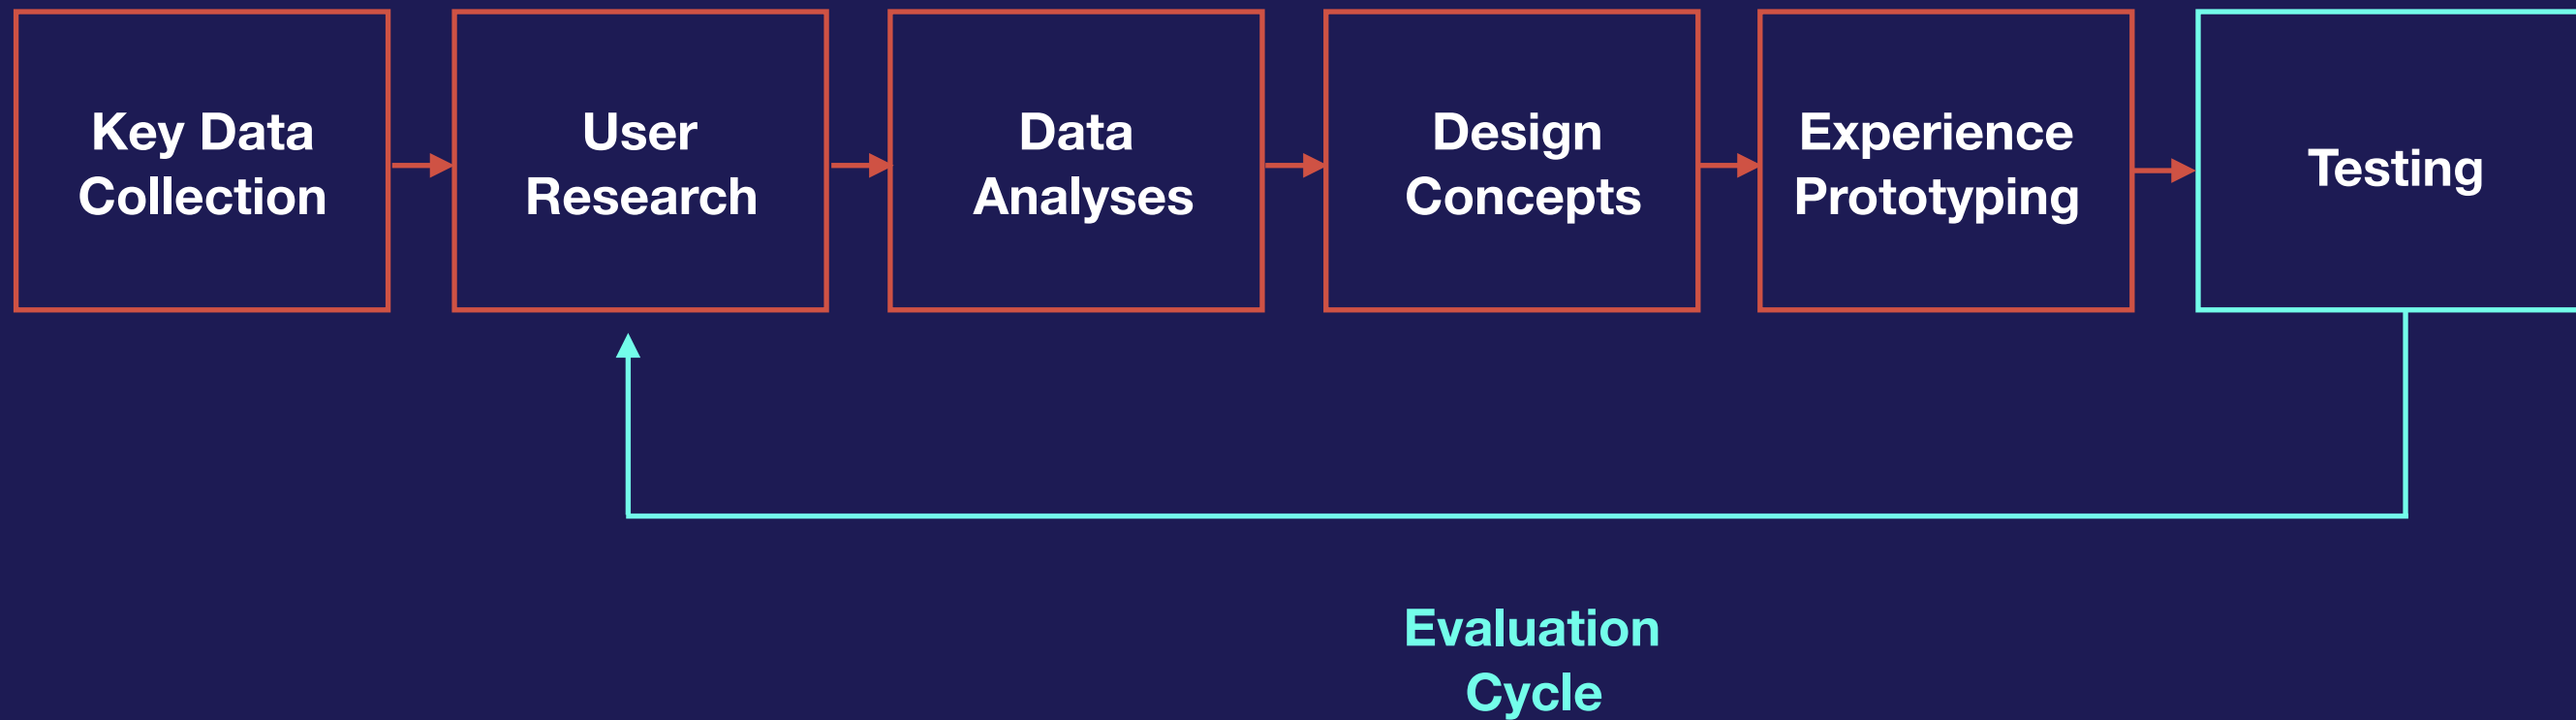 Key Data
Collection
User
Research
Data
Analyses
Design
Concepts
Experience
Prototyping
Testing
Evaluation
Cycle